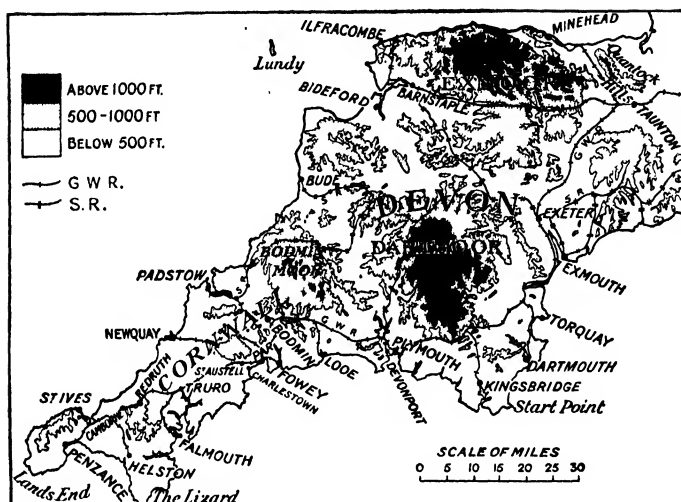 ILFRACOMBE
MINEHEAD
Lundy
Quantock
Hills
ABOVE 1000 FT.
500-1000 FT
BELOW 500 FT.
G W R.
S. R.
BIDEFORD
BARNSTAPLE
TAUNTON
G W R
S R
BUDE
DEVON
EXETER
DARTMOOR
BODMIN
MOOR
EXMOUTH
PADSTOW
S R
TORQUAY
NEWQUAY
CORNWALL
BODMIN
G W R
LOOE
PLYMOUTH
DEVONPORT
DARTMOUTH
KINGSBRIDGE
Start Point
ST AUSTELL
PAR
FOWEY
CHARLESTOWN
REDRUTH
TRURO
ST IVES
CAMBORNE
FALMOUTH
PENZANCE
HELSTON
Lands End
The Lizard
SCALE OF MILES
0 5 10 15 20 25 30